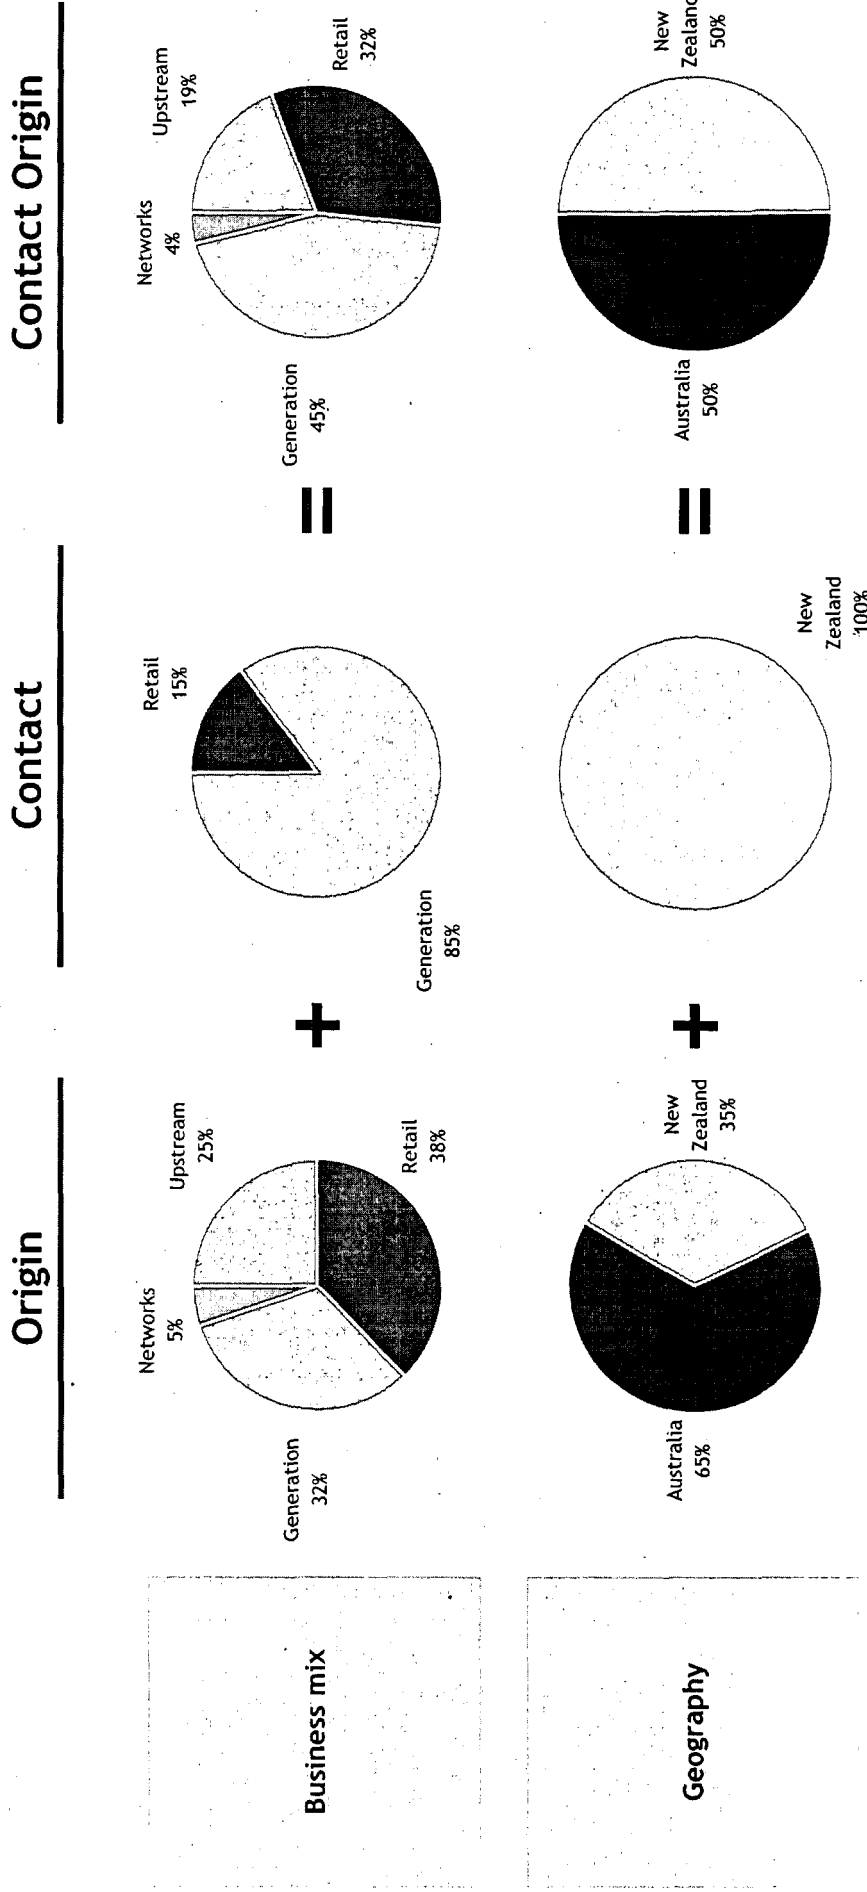 Origin
Contact
Contact Origin
Business mix
Networks
5%
Upstream
25%
Generation
32%
Retail
38%
+
Retail
15%
Generation
85%
=
Networks
4%
Upstream
19%
Generation
45%
Retail
32%
Geography
Australia
65%
New
Zealand
35%
+
New
Zealand
100%
=
Australia
50%
New
Zealand
50%